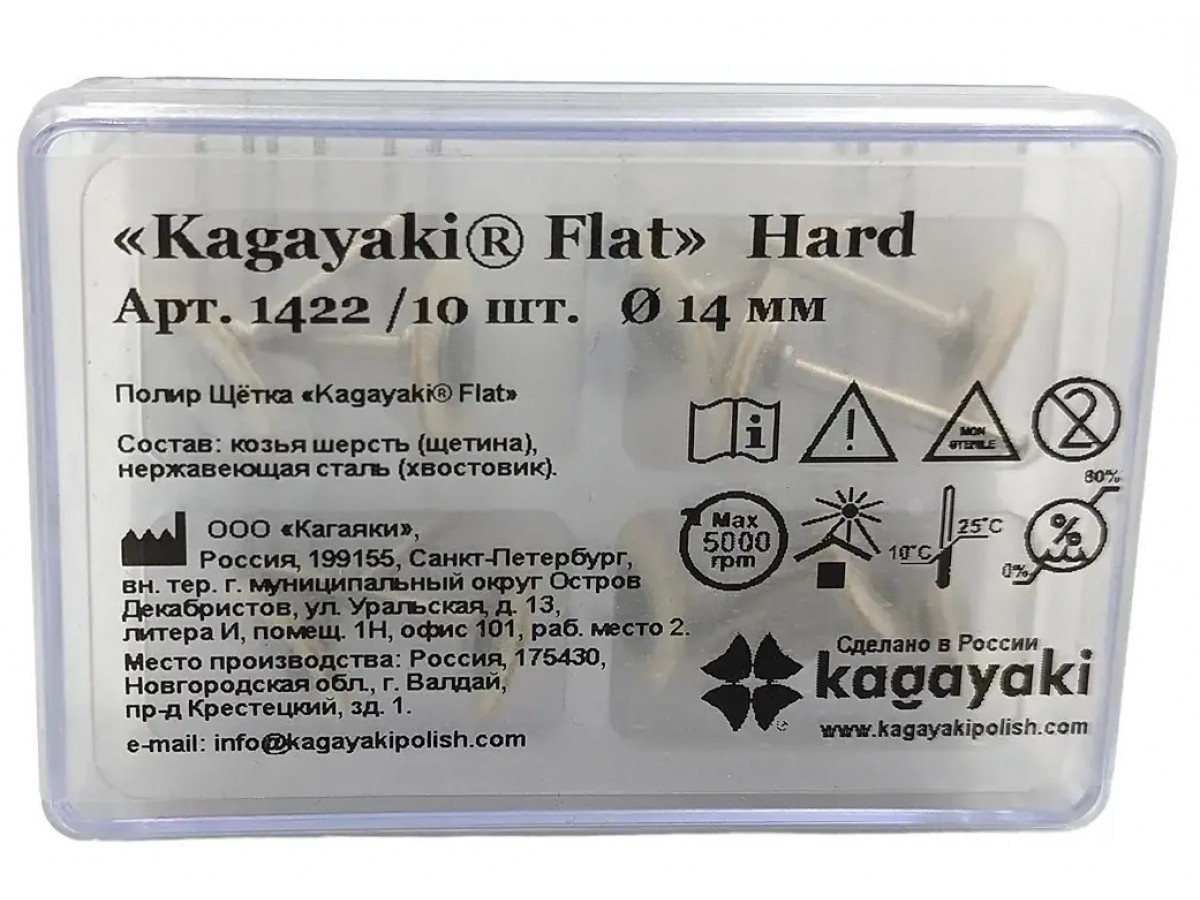 «Kagayaki® Flat» Hard
Арт. 1422 /10 шт. Ø 14 мм
Полир Щётка «Kagayaki® Flat»
Состав: козья шерсть (щетина),
нержавеющая сталь (хвостовик).
i
!
NON
STERILE
2
Max
5000
rpm
25°C
10°C
80%
%
0%
ООО «Кагаяки»,
Россия, 199155, Санкт-Петербург,
вн. тер. г. муниципальный округ Остров
Декабристов, ул. Уральская, д. 13,
литера И, помещ. 1Н, офис 101, раб. место 2.
Место производства: Россия, 175430,
Новгородская обл., г. Валдай,
пр-д Крестецкий, зд. 1.
e-mail: info@kagayakipolish.com
Сделано в России
kagayaki
®
www.kagayakipolish.com